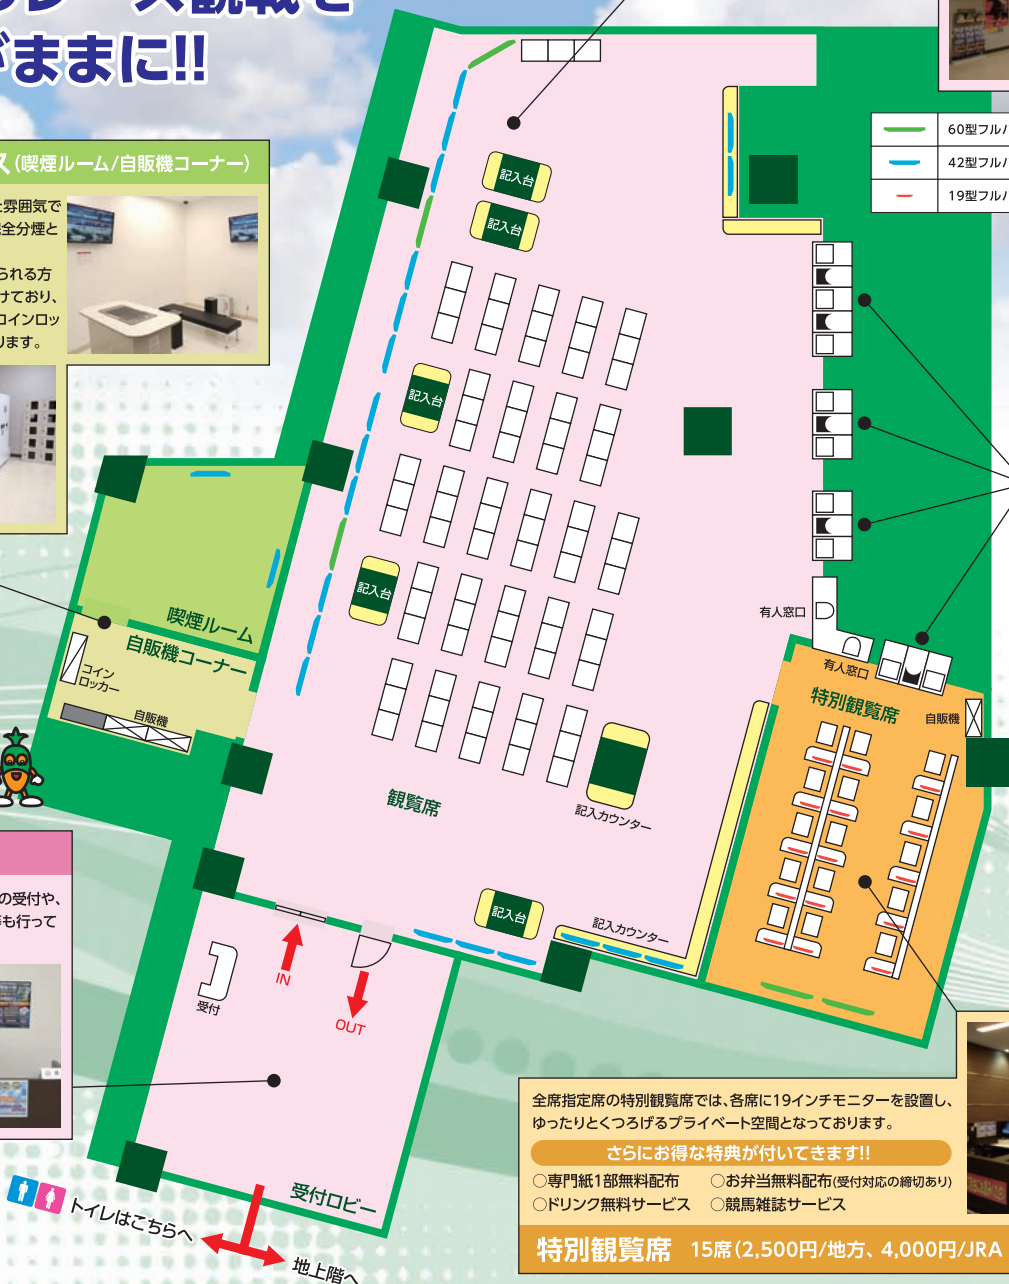 レース観戦を
がままに!!
ス(喫煙ルーム/自販機コーナー)
た雰囲気で
完全分煙と
られる方
けており、
コインロッ
ります。
60型フルハ
42型フルハ
19型フルハ
記入台
記入台
記入台
記入台
有人窓口
有人窓口
喫煙ルーム
自販機コーナー
コイン
ロッカー
自販機
特別観覧席
自販機
観覧席
記入カウンター
記入台
記入カウンター
の受付や、
等も行って
IN
OUT
受付
受付ロビー
トイレはこちらへ
地上階へ
全席指定席の特別観覧席では、各席に19インチモニターを設置し、
ゆったりとくつろげるプライベート空間となっております。
さらにお得な特典が付いてきます!!
○専門紙1部無料配布 ○お弁当無料配布(受付対応の締切あり)
○ドリンク無料サービス ○競馬雑誌サービス
特別観覧席 15席(2,500円/地方、4,000円/JRA